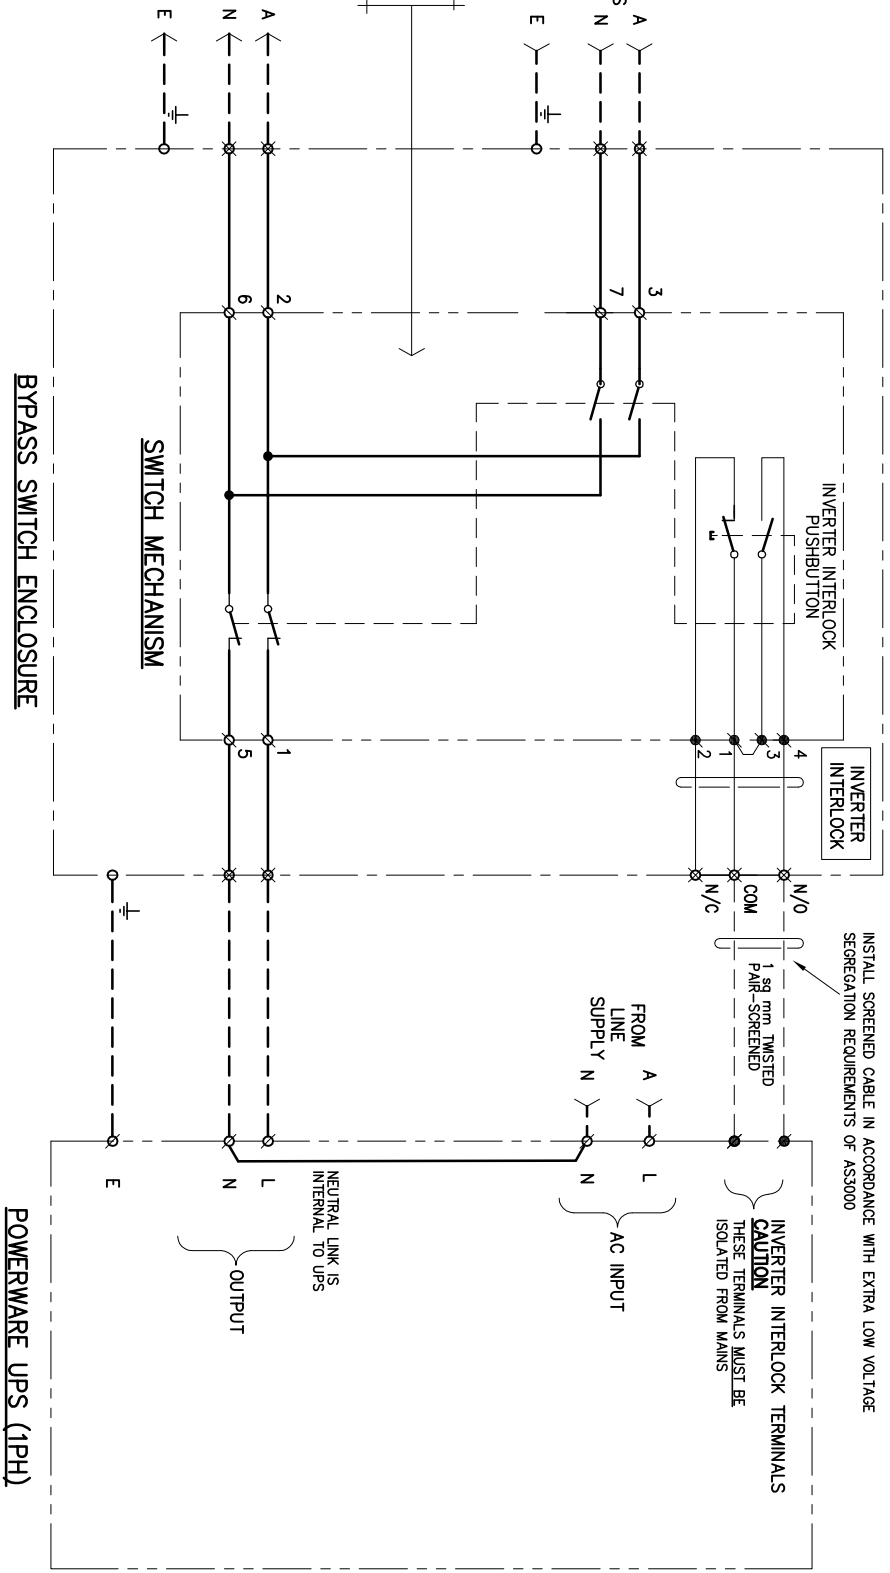 INSTALL SCREENED CABLE IN ACCORDANCE WITH EXTRA LOW VOLTAGE
SEGREGATION REQUIREMENTS OF AS3000
INVERTER
INTERLOCK
INVERTER INTERLOCK
PUSHBUTTON
4
3
1
2
N/O
COM
N/C
1 sq mm TWISTED
PAIR-SCREENED
INVERTER INTERLOCK TERMINALS
CAUTION
THESE TERMINALS MUST BE
ISOLATED FROM MAINS
A
N
E
3
7
FROM
LINE
SUPPLY
A
N
L
N
AC INPUT
NEUTRAL LINK IS
INTERNAL TO UPS
A
N
E
2
6
1
5
L
N
E
OUTPUT
SWITCH MECHANISM
BYPASS SWITCH ENCLOSURE
POWERWARE UPS (1PH)